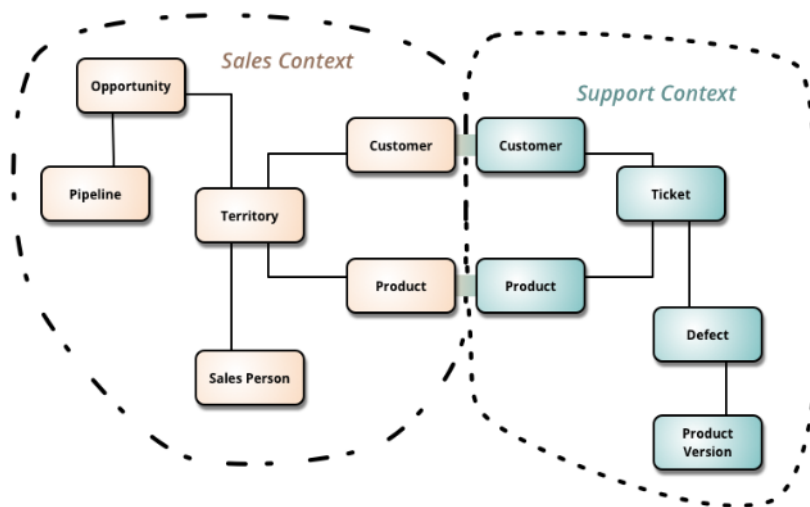 Sales Context
Support Context
Opportunity
Pipeline
Territory
Sales Person
Customer
Product
Customer
Product
Ticket
Defect
Product
Version